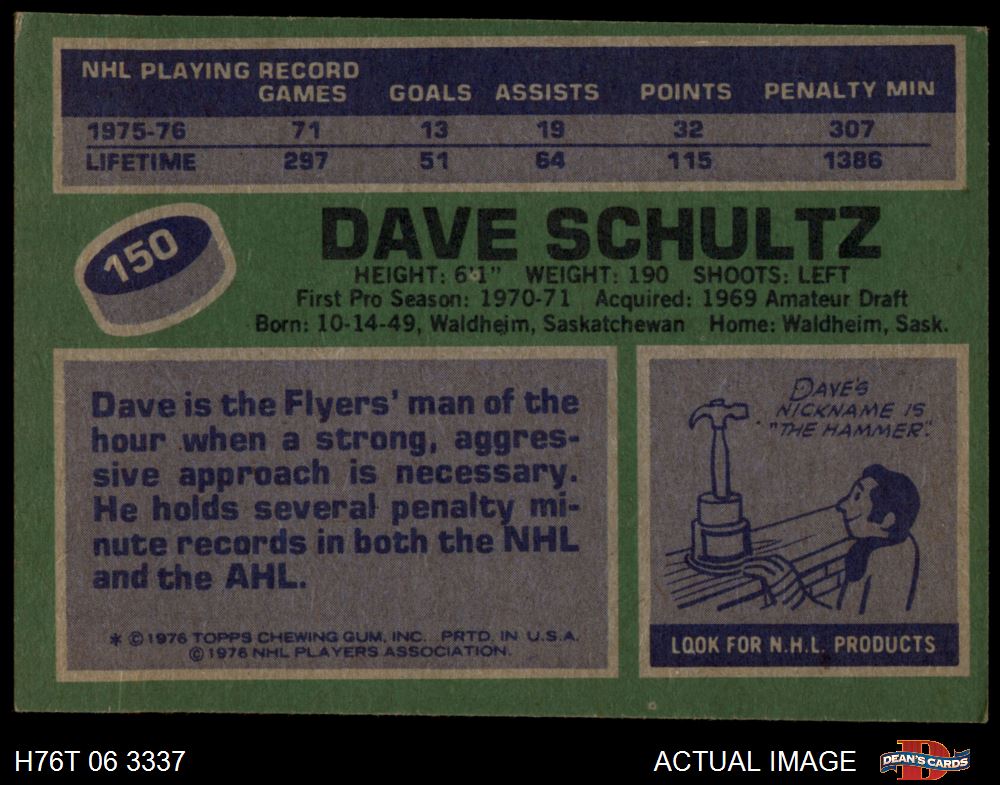 NHL PLAYING RECORD
GAMES GOALS ASSISTS POINTS PENALTY MIN
1975-76 71 13 19 32 307
LIFETIME 297 51 64 115 1386
150
DAVE SCHULTZ
HEIGHT: 6'1" WEIGHT: 190 SHOOTS: LEFT
First Pro Season: 1970-71 Acquired: 1969 Amateur Draft
Born: 10-14-49, Waldheim, Saskatchewan Home: Waldheim, Sask.
Dave is the Flyers' man of the
hour when a strong, aggres-
sive approach is necessary.
He holds several penalty mi-
nute records in both the NHL
and the AHL.
* © 1976 TOPPS CHEWING GUM, INC. PRTD. IN U.S.A.
© 1976 NHL PLAYERS ASSOCIATION.
DAVE'S
NICKNAME IS
"THE HAMMER".
LOOK FOR N.H.L. PRODUCTS
H76T 06 3337
ACTUAL IMAGE
D
DEAN'S CARDS